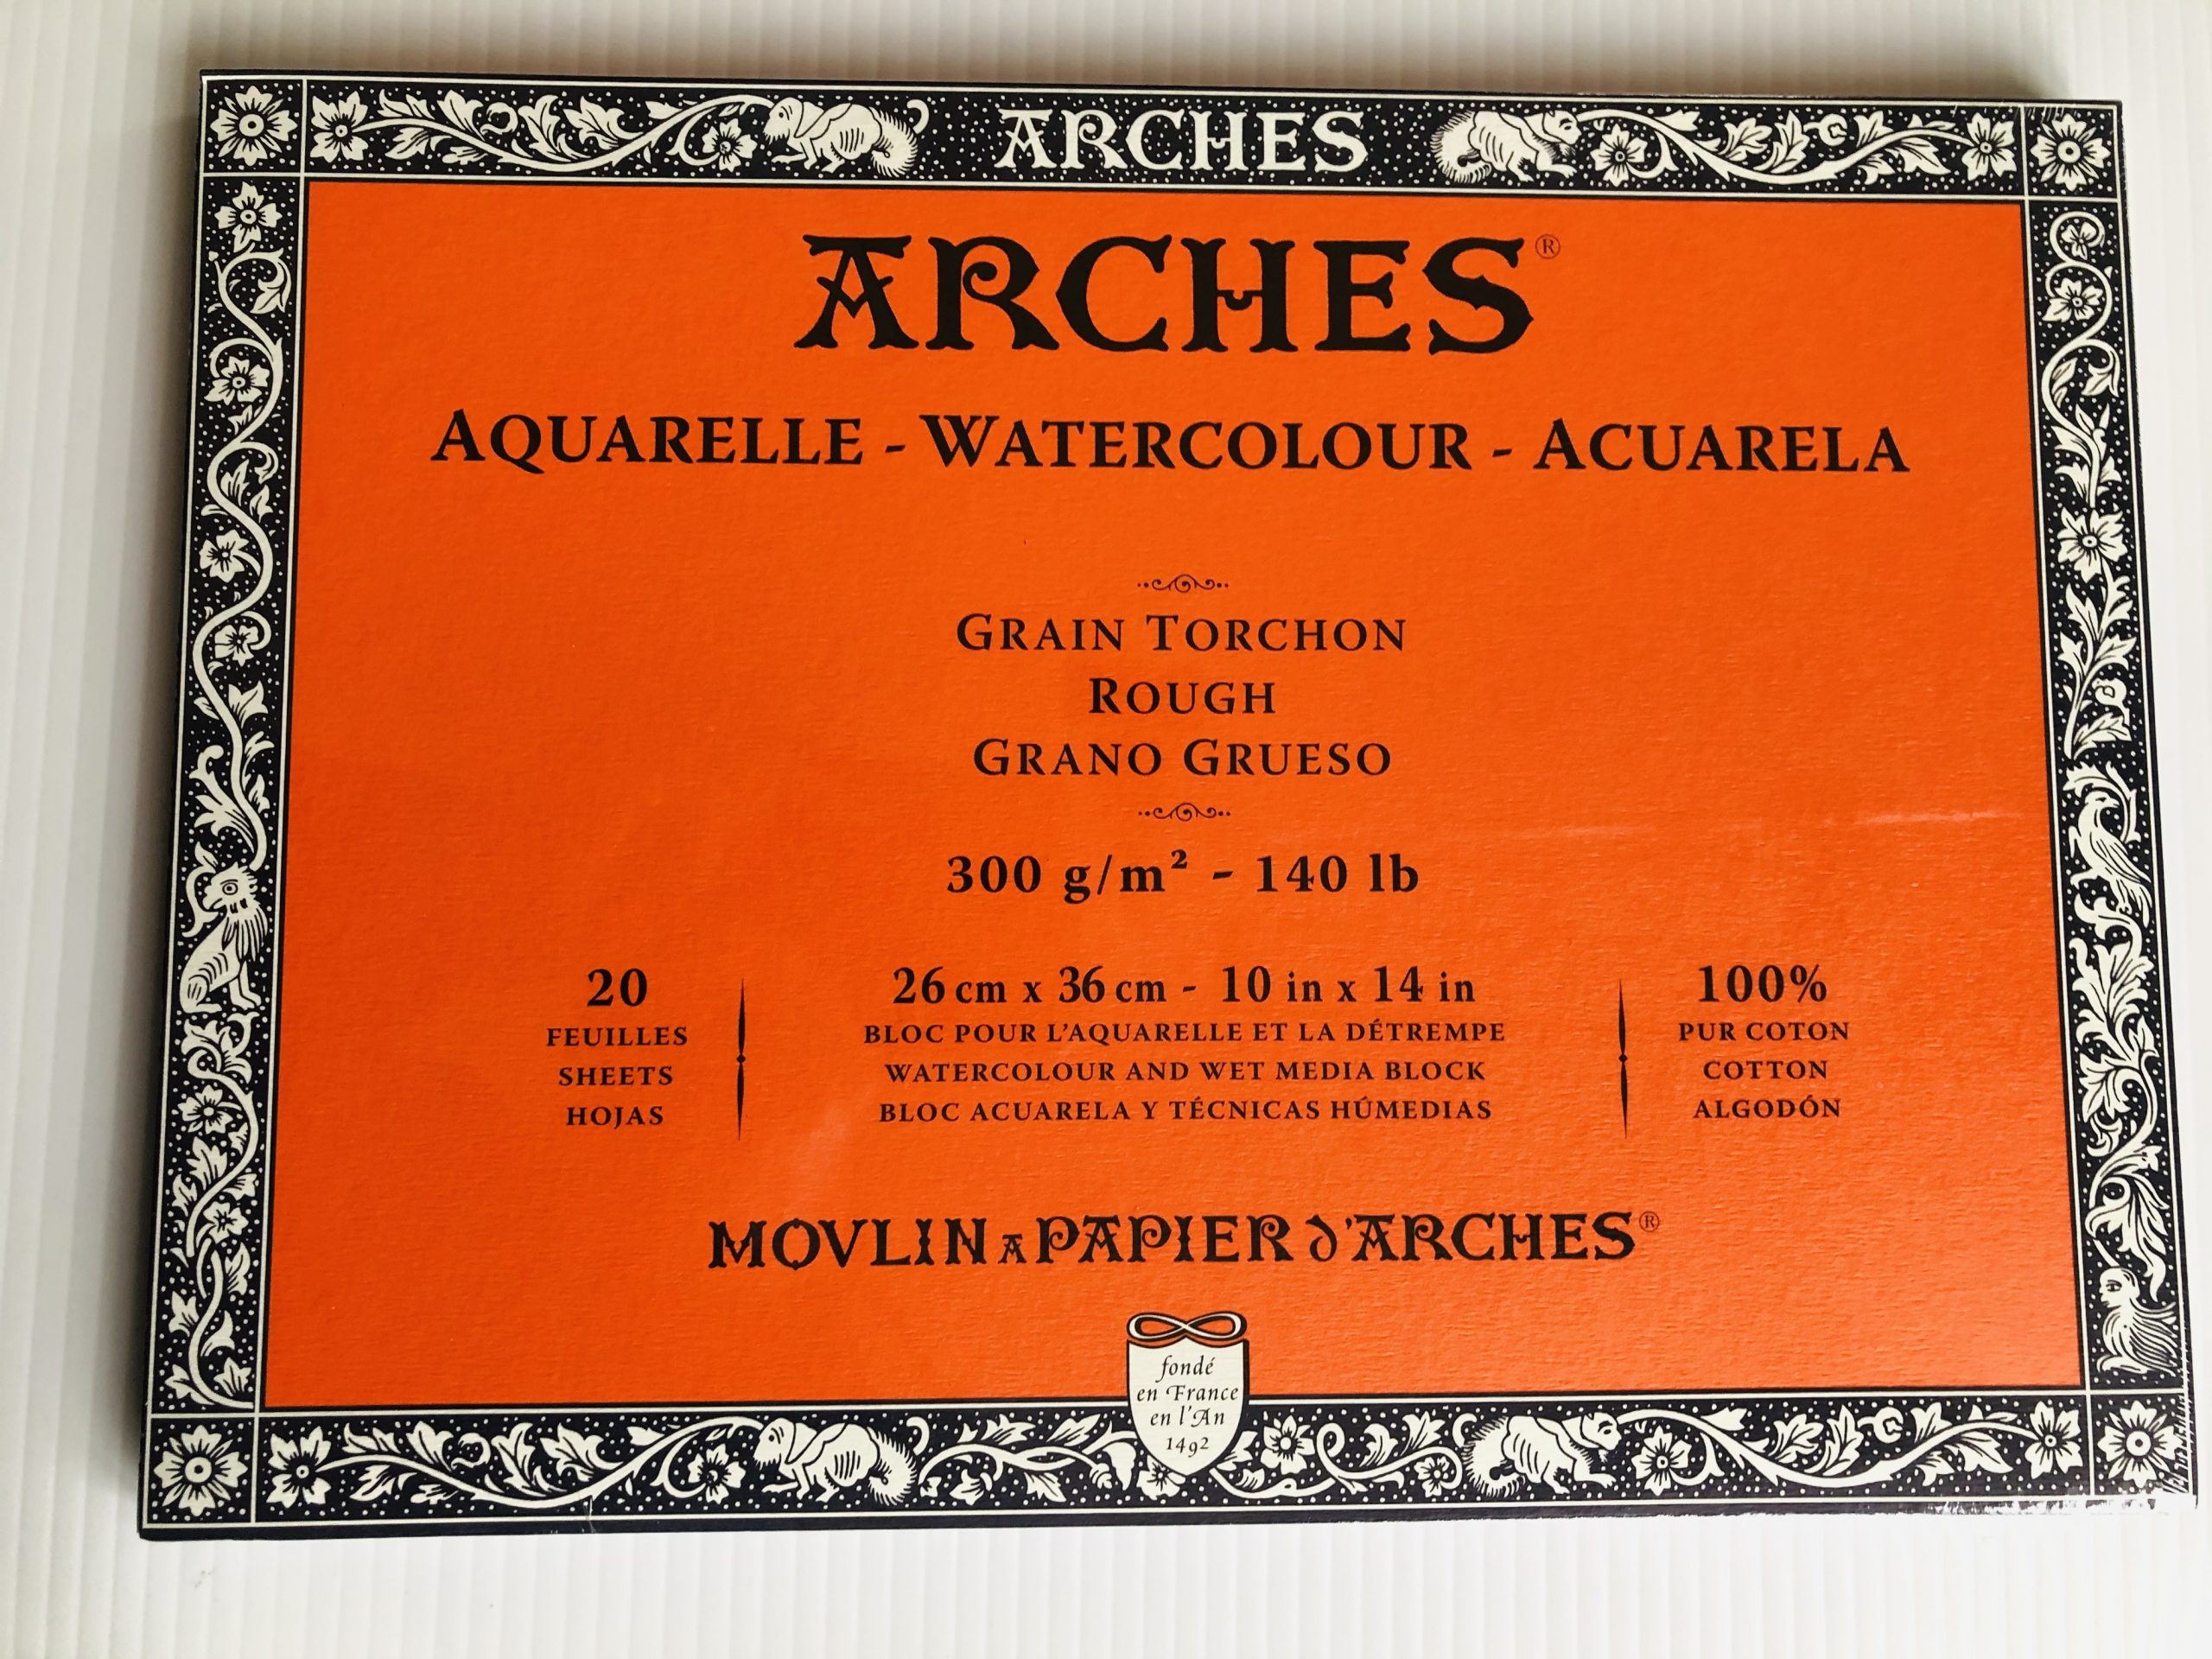 ARCHES
ARCHES®
AQUARELLE - WATERCOLOUR - ACUARELA
GRAIN TORCHON
ROUGH
GRANO GRUESO
300 g/m² - 140 lb
20
FEUILLES
SHEETS
HOJAS
26 cm x 36 cm - 10 in x 14 in
BLOC POUR L'AQUARELLE ET LA DÉTREMPE
WATERCOLOUR AND WET MEDIA BLOCK
BLOC ACUARELA Y TÉCNICAS HÚMEDIAS
100%
PUR COTON
COTTON
ALGODÓN
MOVLIN A PAPIER D'ARCHES®
fondé
en France
en l'An
1492